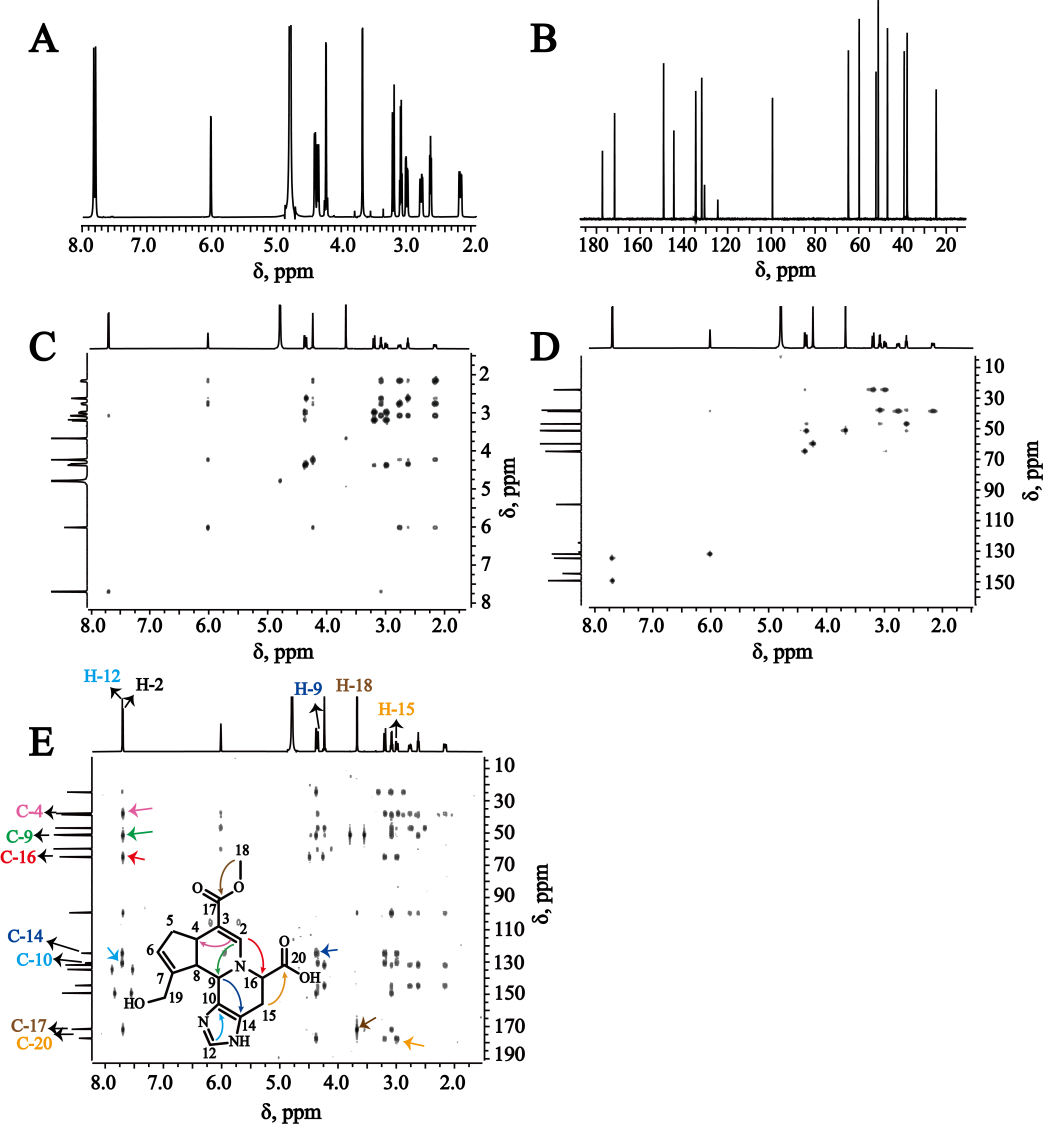 A
B
8.0 7.0 6.0 5.0 4.0 3.0 2.0
δ, ppm
180 160 140 120 100 80 60 40 20
δ, ppm
C
2
3
4
5
6
7
8
δ, ppm
8.0 7.0 6.0 5.0 4.0 3.0 2.0
δ, ppm
D
10
30
50
70
90
110
130
150
δ, ppm
8.0 7.0 6.0 5.0 4.0 3.0 2.0
δ, ppm
H-12
H-2
H-9
H-18
H-15
E
C-4
C-9
C-16
C-14
C-10
C-17
C-20
18
O
O
17
3
5
4
2
6
O
8
N
20
7
16
OH
9
HO
19
10
15
N
14
12
NH
10
30
50
70
90
110
130
150
170
190
δ, ppm
8.0 7.0 6.0 5.0 4.0 3.0 2.0
δ, ppm